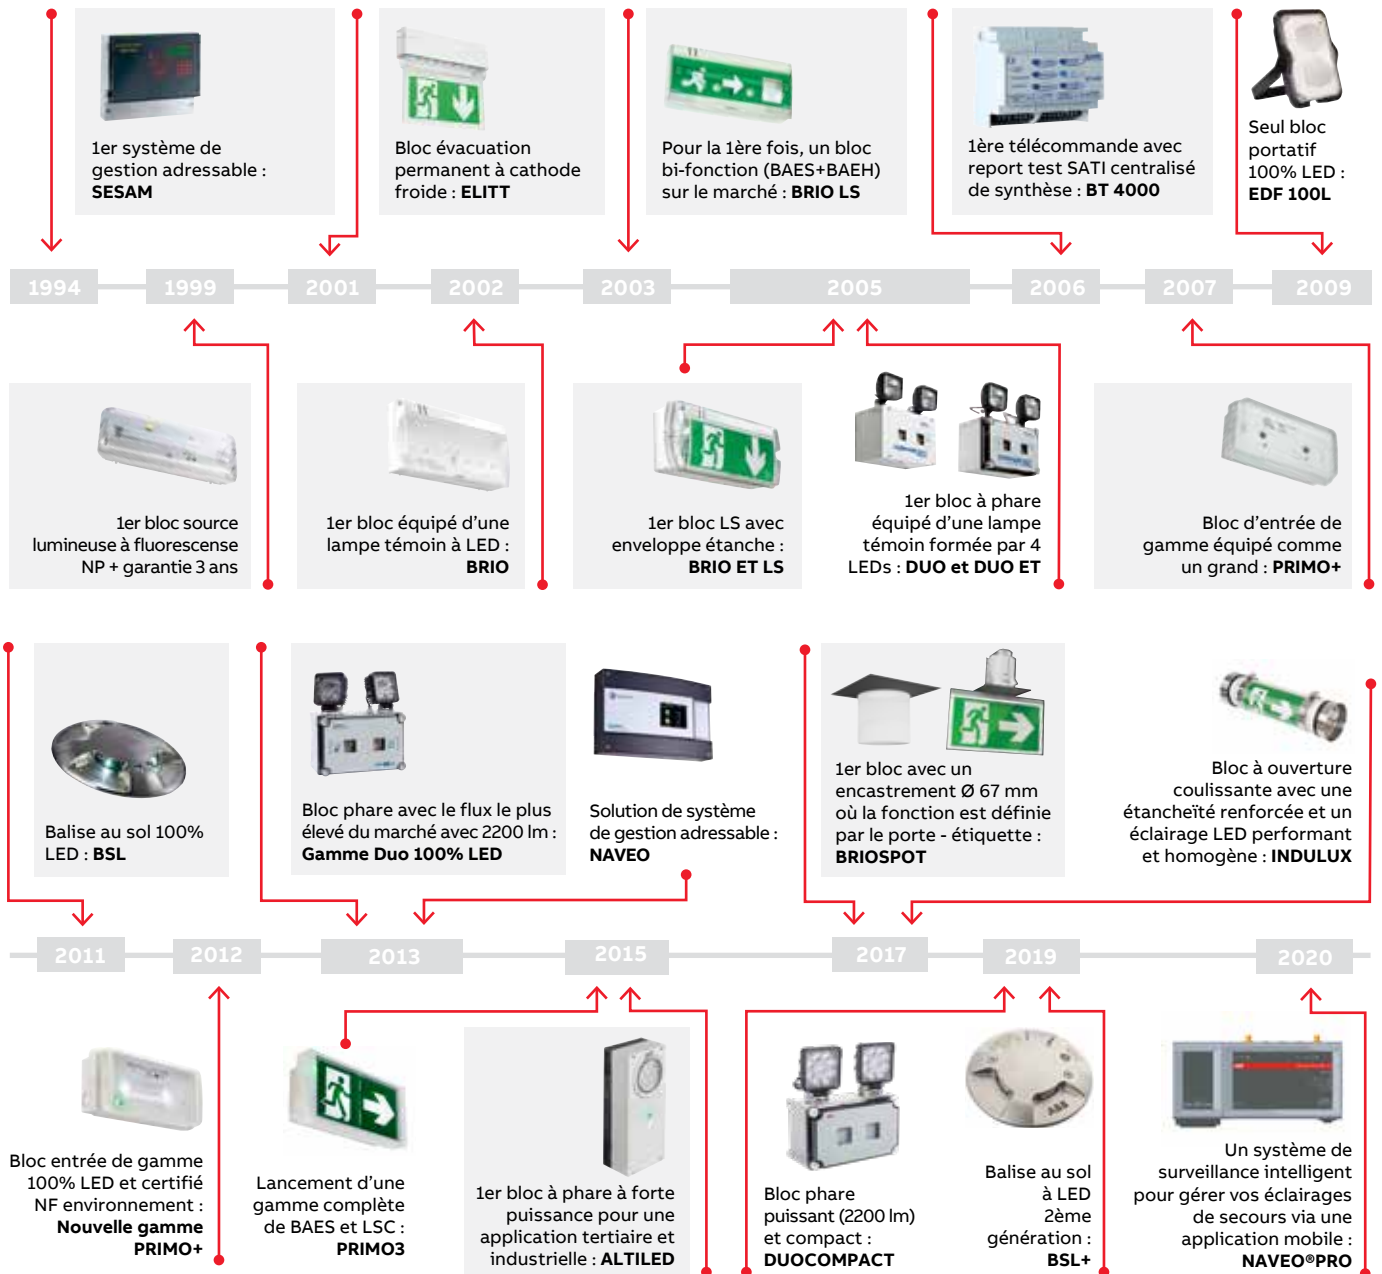 1er système de
gestion adressable :
SESAM
Bloc évacuation
permanent à cathode
froide : ELITT
Pour la 1ère fois, un bloc
bi-fonction (BAES+BAEH)
sur le marché : BRIO LS
1ère télécommande avec
report test SATI centralisé
de synthèse : BT 4000
Seul bloc
portatif
100% LED :
EDF 100L
1994
1999
2001
2002
2003
2005
2006
2007
2009
1er bloc source
lumineuse à fluorescense
NP + garantie 3 ans
1er bloc équipé d’une
lampe témoin à LED :
BRIO
1er bloc LS avec
enveloppe étanche :
BRIO ET LS
1er bloc à phare
équipé d’une lampe
témoin formée par 4
LEDs : DUO et DUO ET
Bloc d’entrée de
gamme équipé comme
un grand : PRIMO+
Balise au sol 100%
LED : BSL
Bloc phare avec le flux le plus
élevé du marché avec 2200 lm :
Gamme Duo 100% LED
Solution de système
de gestion adressable :
NAVEO
1er bloc avec un
encastrement Ø 67 mm
où la fonction est définie
par le porte - étiquette :
BRIOSPOT
Bloc à ouverture
coulissante avec une
étancheïté renforcée et un
éclairage LED performant
et homogène : INDULUX
2011
2012
2013
2015
2017
2019
2020
Bloc entrée de gamme
100% LED et certifié
NF environnement :
Nouvelle gamme
PRIMO+
Lancement d’une
gamme complète
de BAES et LSC :
PRIMO3
1er bloc à phare à forte
puissance pour une
application tertiaire et
industrielle : ALTILED
Bloc phare
puissant (2200 lm)
et compact :
DUOCOMPACT
ABB
Balise au sol
à LED
2ème
génération :
BSL+
Un système de
surveillance intelligent
pour gérer vos éclairages
de secours via une
application mobile :
NAVEO®PRO